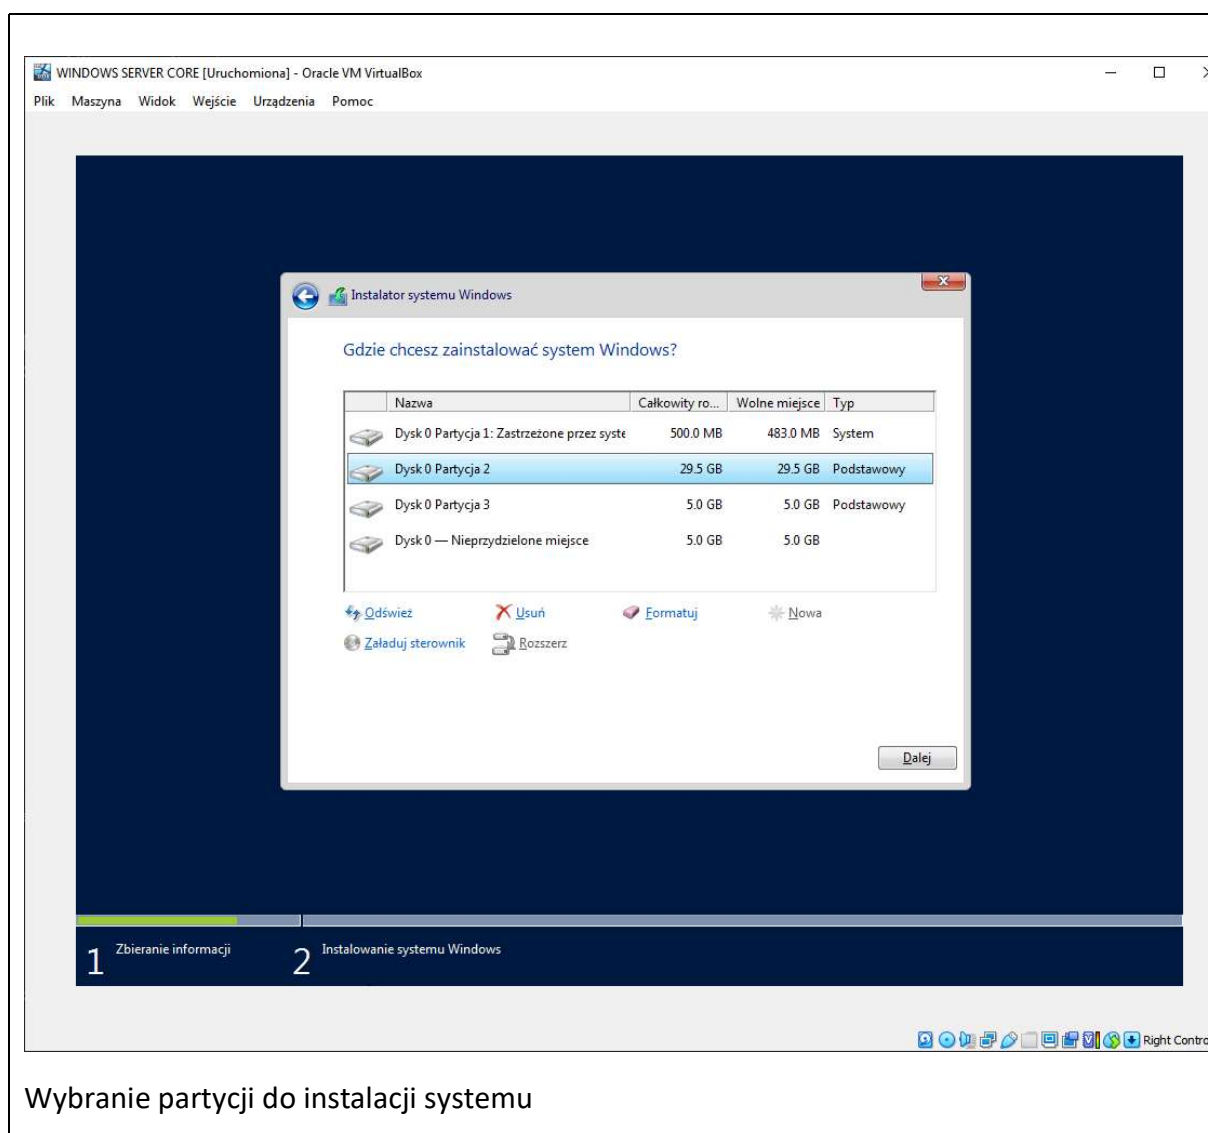 WINDOWS SERVER CORE [Uruchomiona] - Oracle VM VirtualBox
Plik Maszyna Widok Wejście Urządzenia Pomoc
Instalator systemu Windows
Gdzie chcesz zainstalować system Windows?
Nazwa Całkowity ro... Wolne miejsce Typ
Dysk 0 Partycja 1: Zastrzeżone przez syste 500.0 MB 483.0 MB System
Dysk 0 Partycja 2 29.5 GB 29.5 GB Podstawowy
Dysk 0 Partycja 3 5.0 GB 5.0 GB Podstawowy
Dysk 0 — Nieprzydzielone miejsce 5.0 GB 5.0 GB
Odśwież Usuń Formatuj Nowa
Załaduj sterownik Rozszerz
Dalej
1 Zbieranie informacji 2 Instalowanie systemu Windows
Right Contro
Wybranie partycji do instalacji systemu